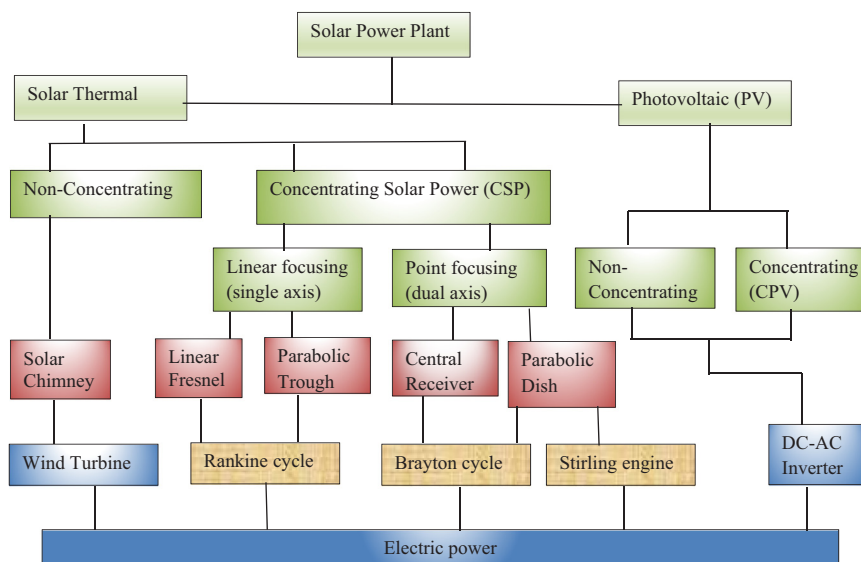 Solar Power Plant
Solar Thermal
Photovoltaic (PV)
Non-Concentrating
Concentrating Solar Power (CSP)
Linear focusing
(single axis)
Point focusing
(dual axis)
Non-
Concentrating
Concentrating
(CPV)
Solar
Chimney
Linear
Fresnel
Parabolic
Trough
Central
Receiver
Parabolic
Dish
Wind Turbine
Rankine cycle
Brayton cycle
Stirling engine
DC-AC
Inverter
Electric power